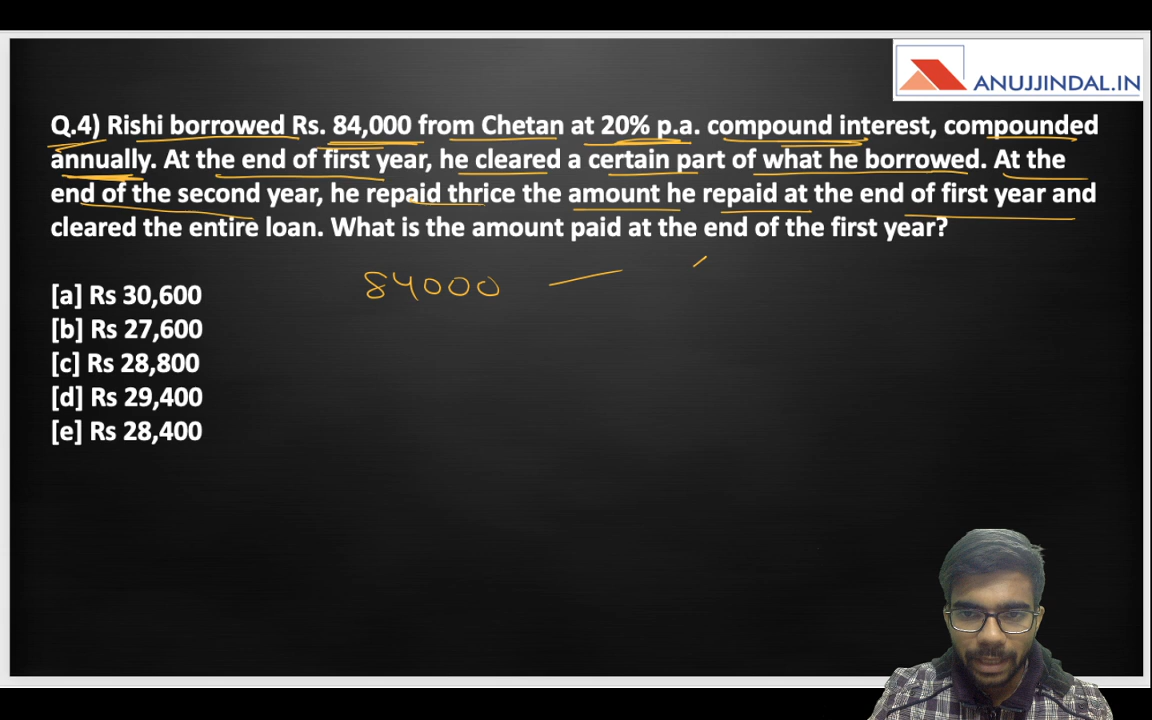 ANUJJINDAL.IN
Q.4) Rishi borrowed Rs. 84,000 from Chetan at 20% p.a. compound interest, compounded
annually. At the end of first year, he cleared a certain part of what he borrowed. At the
end of the second year, he repaid thrice the amount he repaid at the end of first year and
cleared the entire loan. What is the amount paid at the end of the first year?
84000
[a] Rs 30,600
[b] Rs 27,600
[c] Rs 28,800
[d] Rs 29,400
[e] Rs 28,400